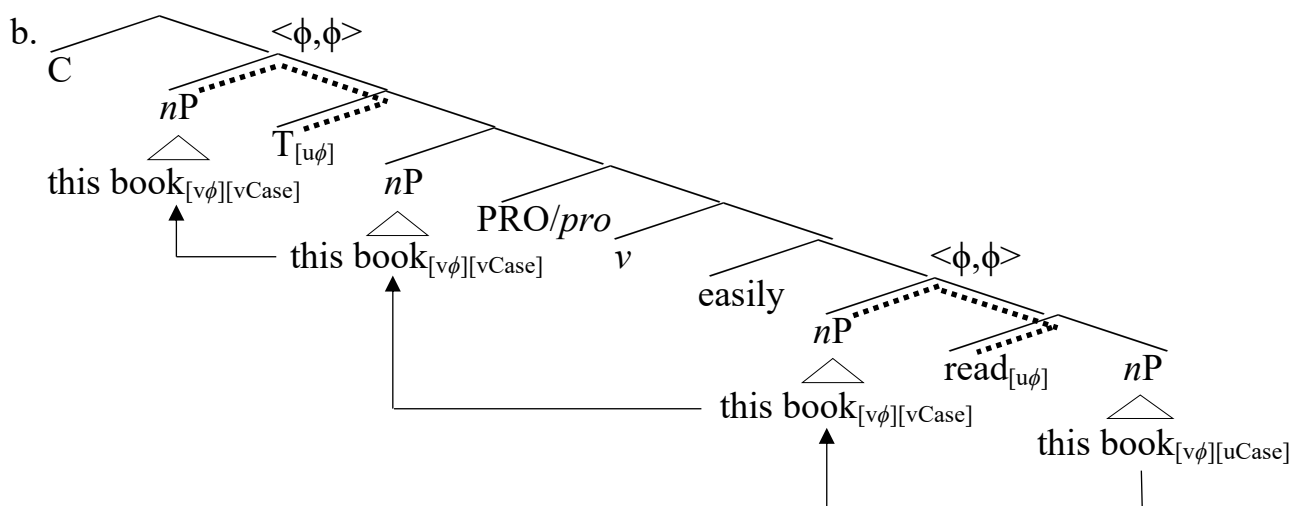 b. <ϕ,ϕ>
C
nP
T[uϕ]
this book[vϕ][vCase]
nP
PRO/pro
this book[vϕ][vCase]
v
easily
<ϕ,ϕ>
nP
read[uϕ]
nP
this book[vϕ][vCase]
this book[vϕ][uCase]